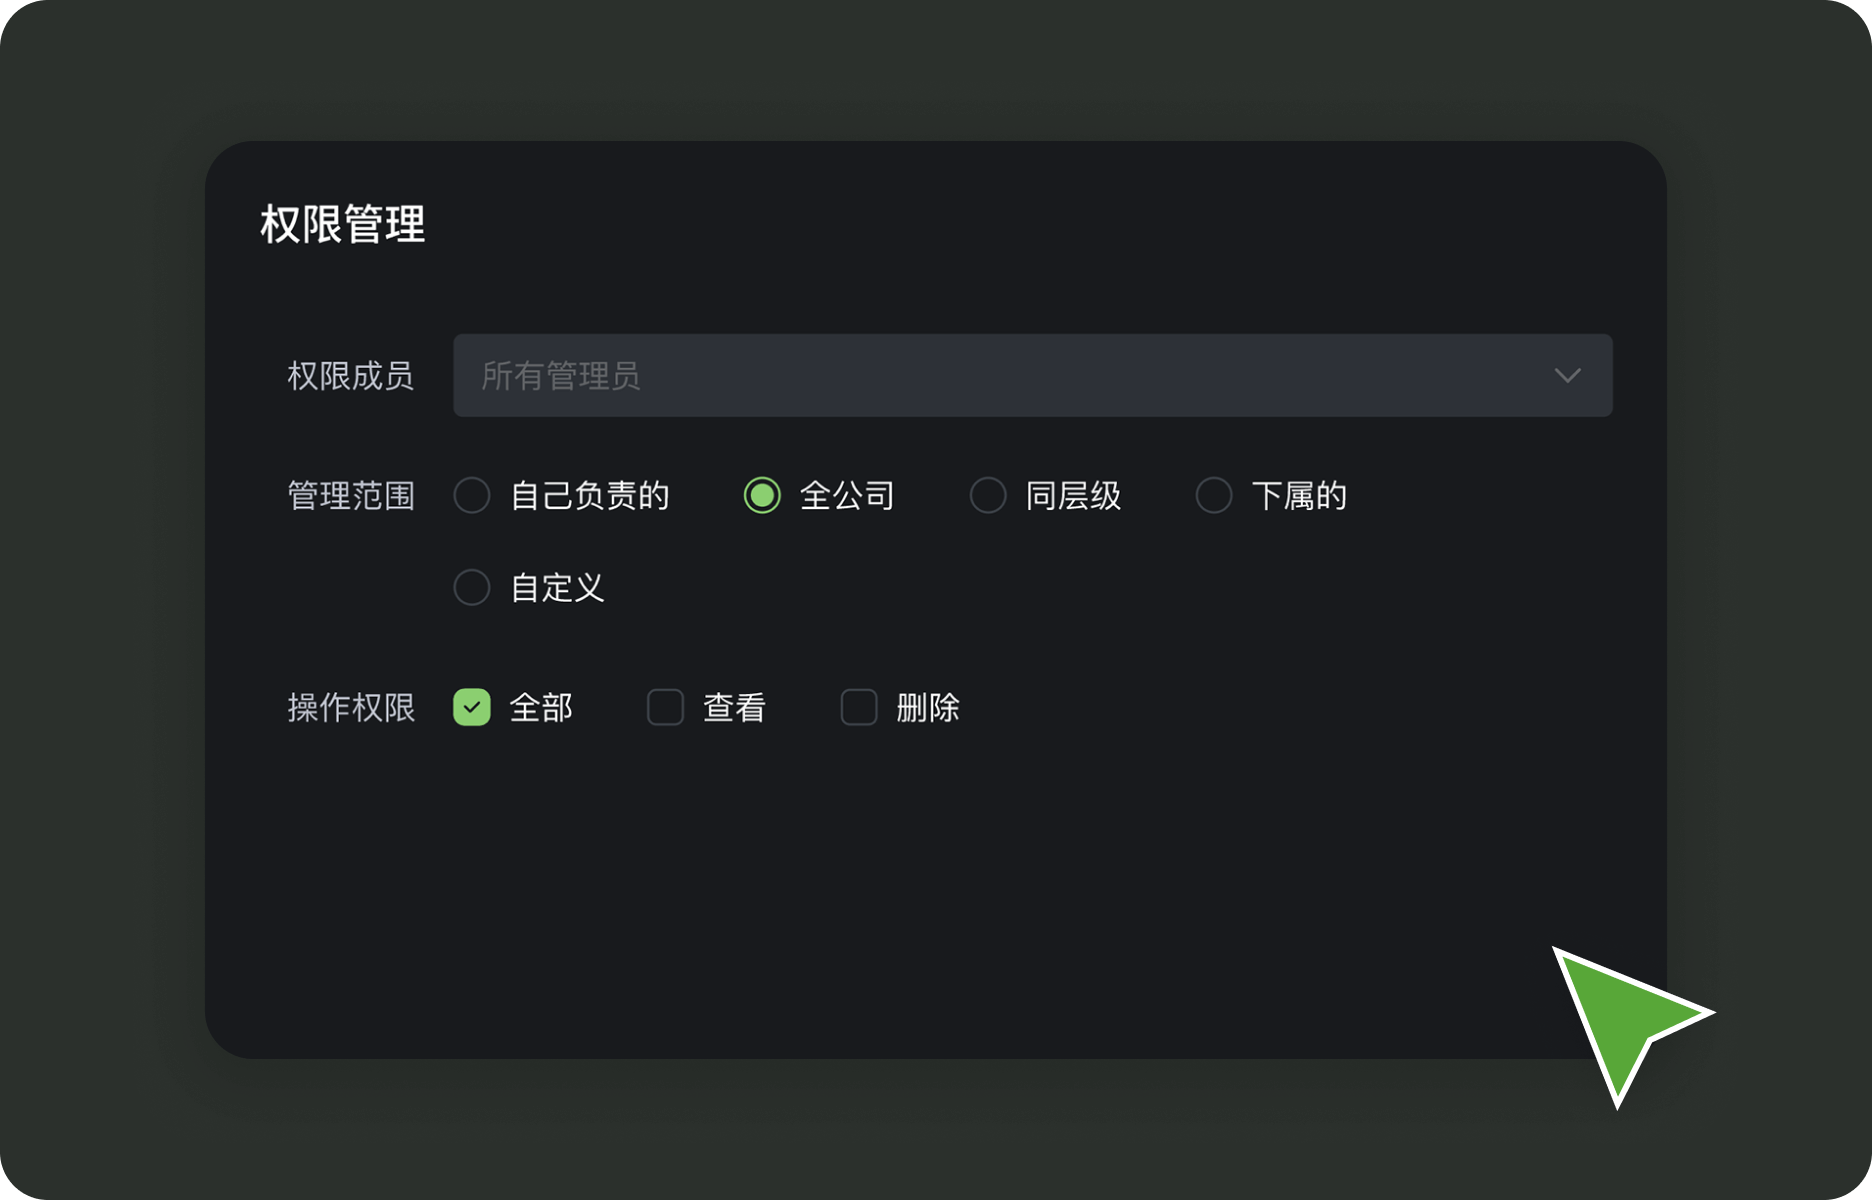 权限管理
权限成员 所有管理员
管理范围 自己负责的 全公司 同层级 下属的
自定义
操作权限 全部 查看 删除